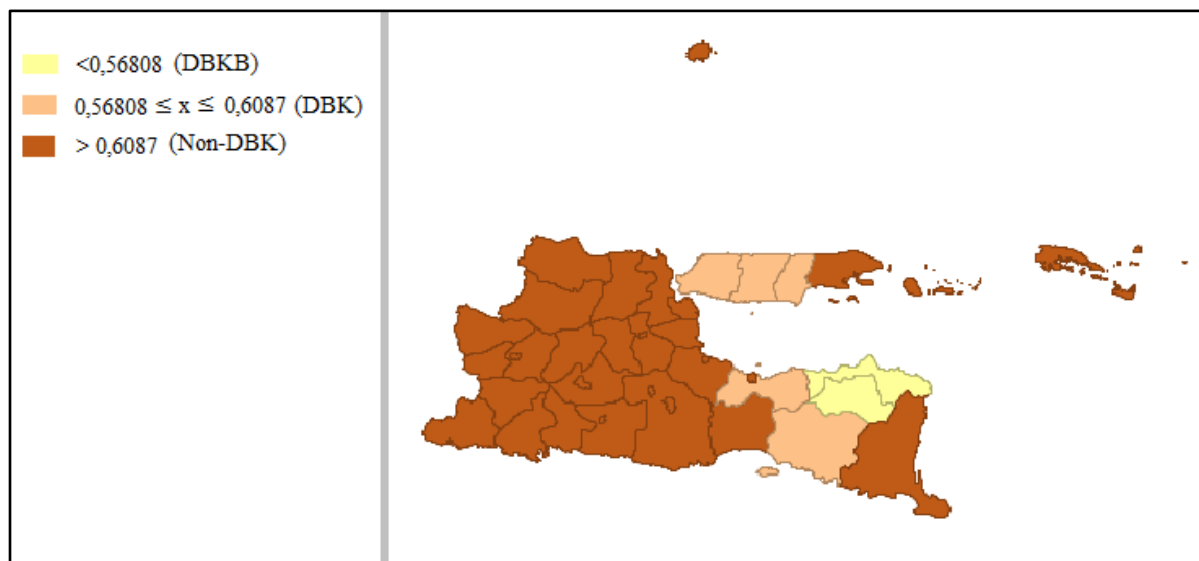 <0,56808 (DBKB)
0,56808 ≤ x ≤ 0,6087 (DBK)
> 0,6087 (Non-DBK)